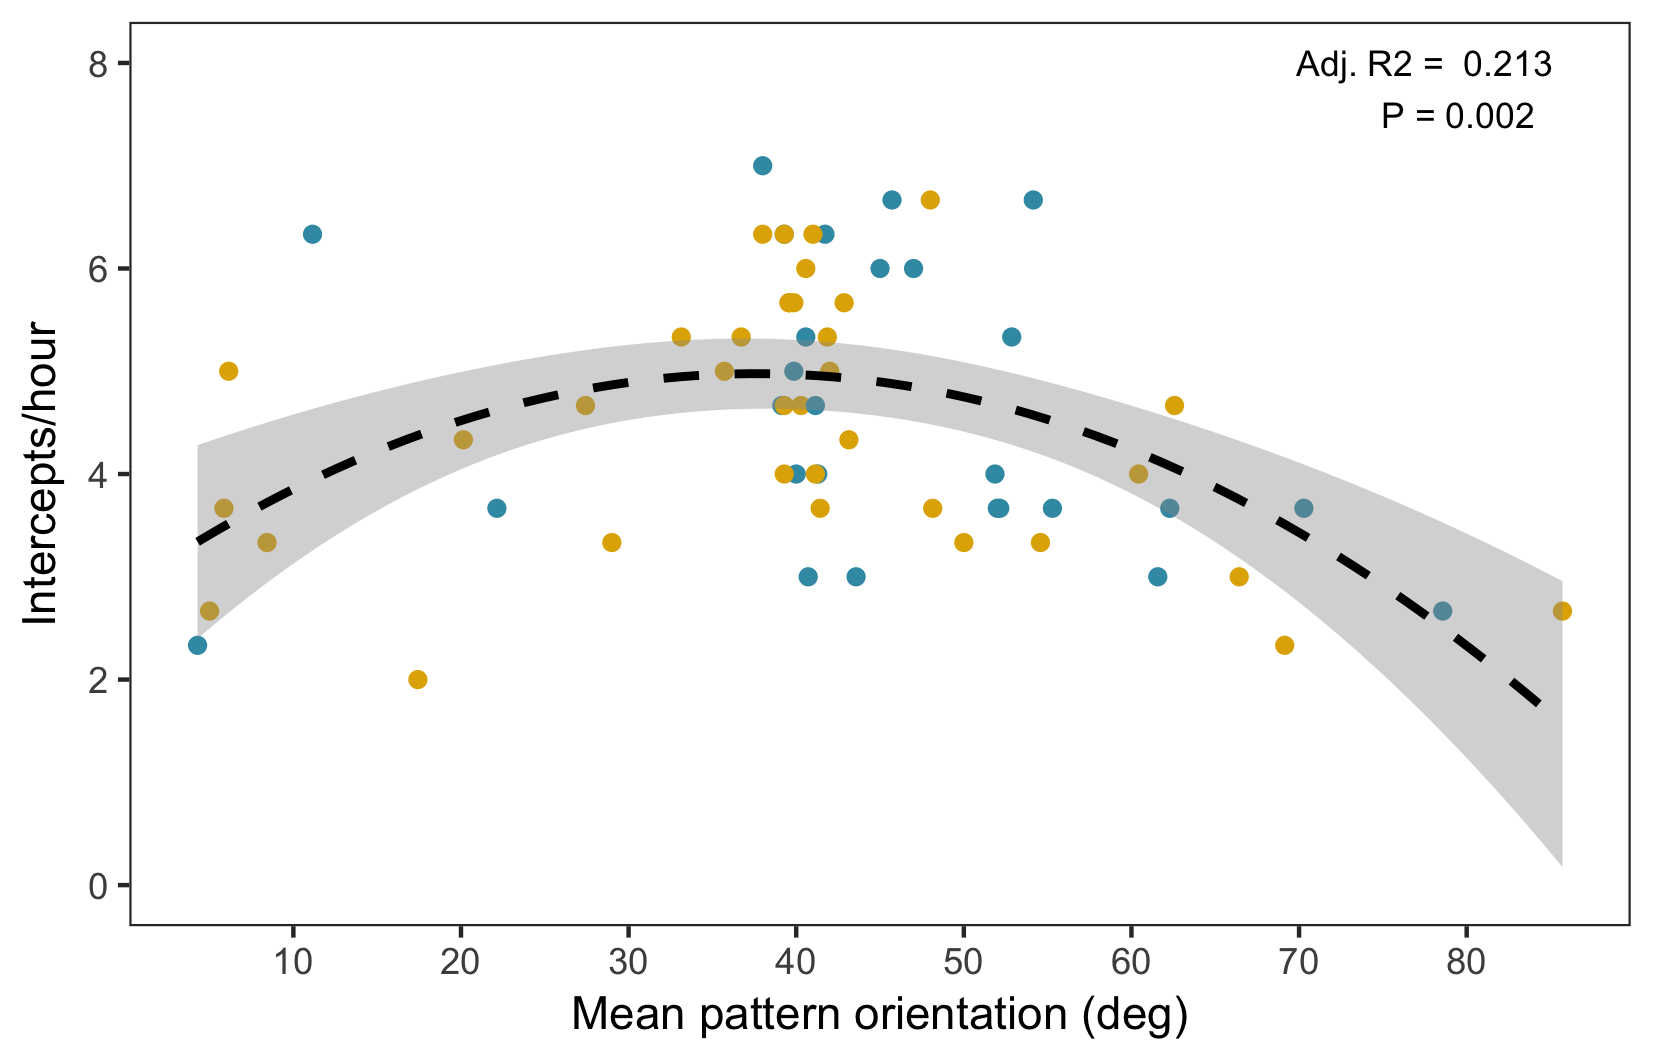 Adj. R2 = 0.213
P = 0.002
Intercepts/hour
8
6
4
2
0
10 20 30 40 50 60 70 80
Mean pattern orientation (deg)